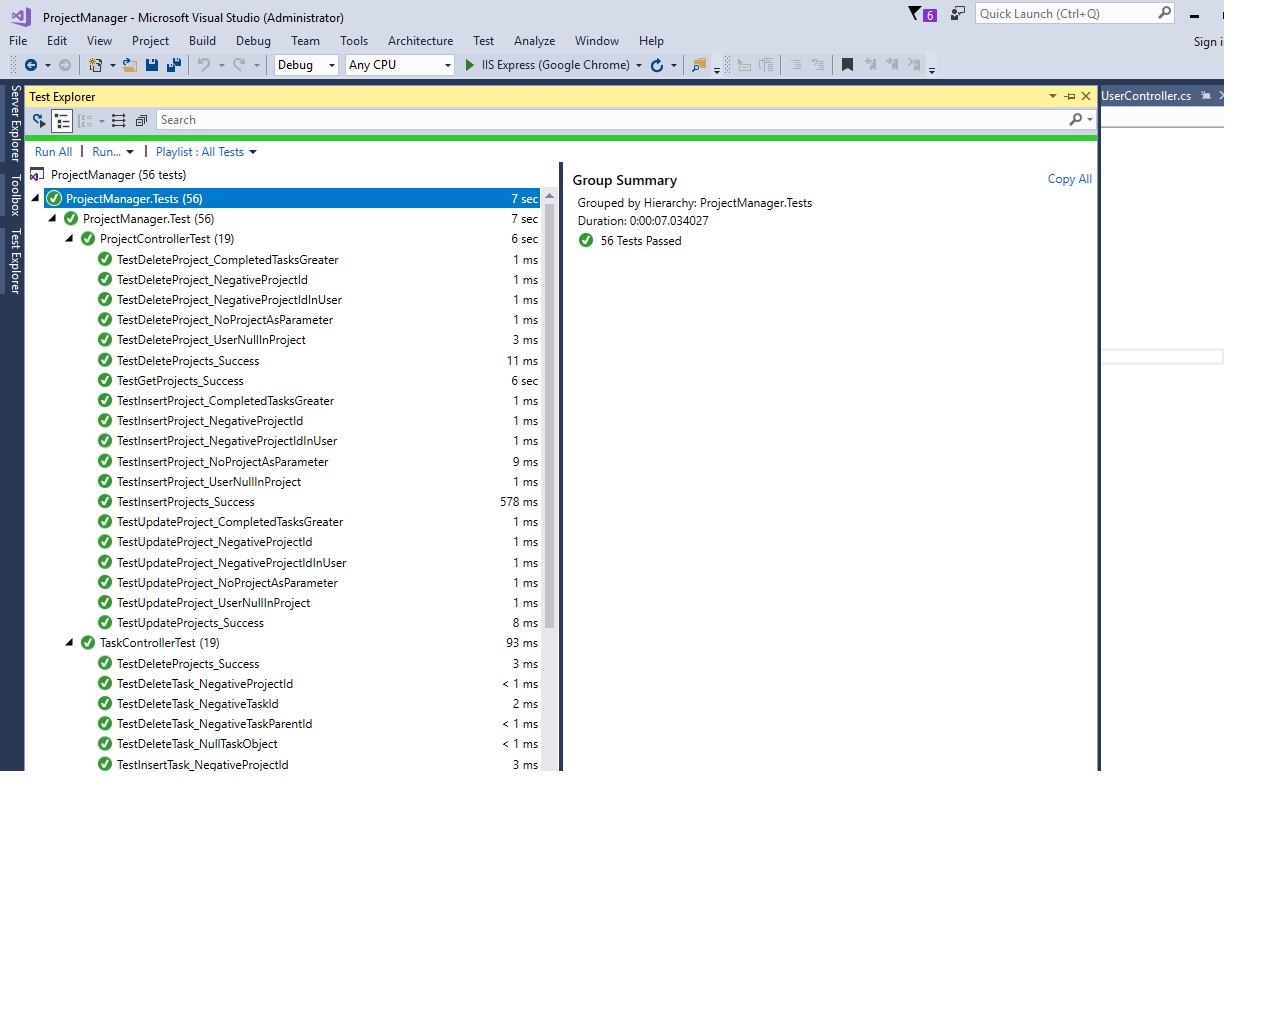 ProjectManager - Microsoft Visual Studio (Administrator)
6
Quick Launch (Ctrl+Q)
File Edit View Project Build Debug Team Tools Architecture Test Analyze Window Help
Sign i
Debug Any CPU IIS Express (Google Chrome)
Server Explorer
Toolbox
Test Explorer
Test Explorer
UserController.cs
Search
Run All | Run... | Playlist : All Tests
ProjectManager (56 tests)
ProjectManager.Tests (56) 7 sec
ProjectManager.Test (56) 7 sec
ProjectControllerTest (19) 6 sec
TestDeleteProject_CompletedTasksGreater 1 ms
TestDeleteProject_NegativeProjectId 1 ms
TestDeleteProject_NegativeProjectIdInUser 1 ms
TestDeleteProject_NoProjectAsParameter 1 ms
TestDeleteProject_UserNullInProject 3 ms
TestDeleteProjects_Success 11 ms
TestGetProjects_Success 6 sec
TestInsertProject_CompletedTasksGreater 1 ms
TestInsertProject_NegativeProjectId 1 ms
TestInsertProject_NegativeProjectIdInUser 1 ms
TestInsertProject_NoProjectAsParameter 9 ms
TestInsertProject_UserNullInProject 1 ms
TestInsertProjects_Success 578 ms
TestUpdateProject_CompletedTasksGreater 1 ms
TestUpdateProject_NegativeProjectId 1 ms
TestUpdateProject_NegativeProjectIdInUser 1 ms
TestUpdateProject_NoProjectAsParameter 1 ms
TestUpdateProject_UserNullInProject 1 ms
TestUpdateProjects_Success 8 ms
TaskControllerTest (19) 93 ms
TestDeleteProjects_Success 3 ms
TestDeleteTask_NegativeProjectId < 1 ms
TestDeleteTask_NegativeTaskId 2 ms
TestDeleteTask_NegativeTaskParentId < 1 ms
TestDeleteTask_NullTaskObject < 1 ms
TestInsertTask_NegativeProjectId 3 ms
Group Summary
Copy All
Grouped by Hierarchy: ProjectManager.Tests
Duration: 0:00:07.034027
56 Tests Passed